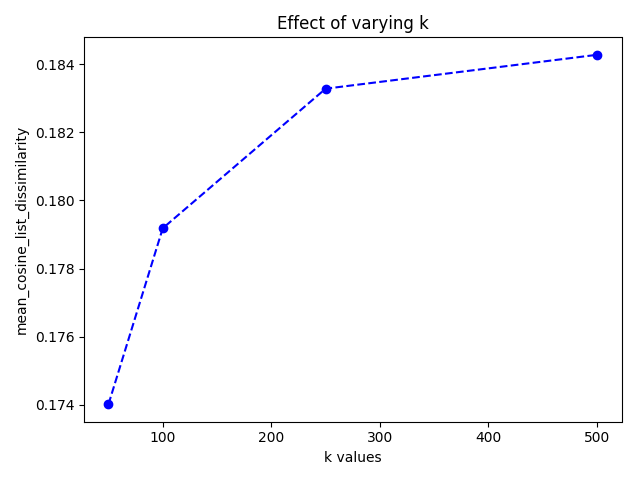 Effect of varying k
mean_cosine_list_dissimilarity
0.184
0.182
0.180
0.178
0.176
0.174
100 200 300 400 500
k values